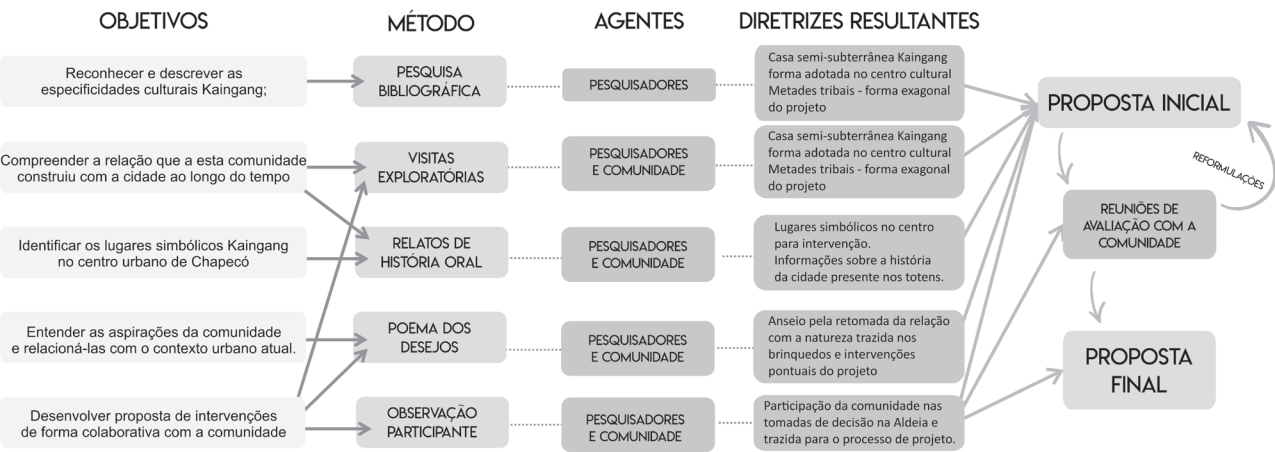 OBJETIVOS
MÉTODO
AGENTES
DIRETRIZES RESULTANTES
Reconhecer e descrever as
especificidades culturais Kaingang;
PESQUISA
BIBLIOGRÁFICA
PESQUISADORES
Casa semi-subterrânea Kaingang
forma adotada no centro cultural
Metades tribais - forma exagonal
do projeto
Compreender a relação que a esta comunidade
construiu com a cidade ao longo do tempo
VISITAS
EXPLORATÓRIAS
PESQUISADORES
E COMUNIDADE
Casa semi-subterrânea Kaingang
forma adotada no centro cultural
Metades tribais - forma exagonal
do projeto
Identificar os lugares simbólicos Kaingang
no centro urbano de Chapecó
RELATOS DE
HISTÓRIA ORAL
PESQUISADORES
E COMUNIDADE
Lugares simbólicos no centro
para intervenção.
Informações sobre a história
da cidade presente nos totens.
Entender as aspirações da comunidade
e relacioná-las com o contexto urbano atual.
POEMA DOS
DESEJOS
PESQUISADORES
E COMUNIDADE
Anseio pela retomada da relação
com a natureza trazida nos
brinquedos e intervenções
pontuais do projeto
Desenvolver proposta de intervenções
de forma colaborativa com a comunidade
OBSERVAÇÃO
PARTICIPANTE
PESQUISADORES
E COMUNIDADE
Participação da comunidade nas
tomadas de decisão na Aldeia e
trazida para o processo de projeto.
PROPOSTA INICIAL
REFORMULAÇÕES
REUNIÕES DE
AVALIAÇÃO COM A
COMUNIDADE
PROPOSTA
FINAL